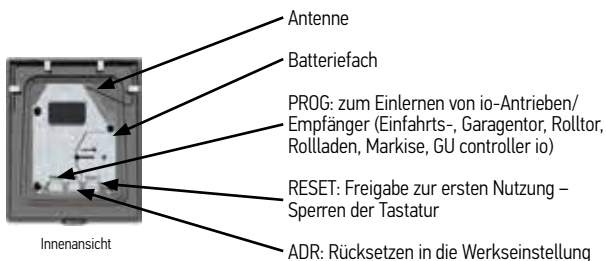 Antenne
Batteriefach
PROG: zum Einlernen von io-Antrieben/
Empfänger (Einfahrts-, Garagentor, Rolltor,
Rollladen, Markise, GU controller io)
RESET: Freigabe zur ersten Nutzung –
Sperren der Tastatur
ADR: Rücksetzen in die Werkseinstellung
Innenansicht